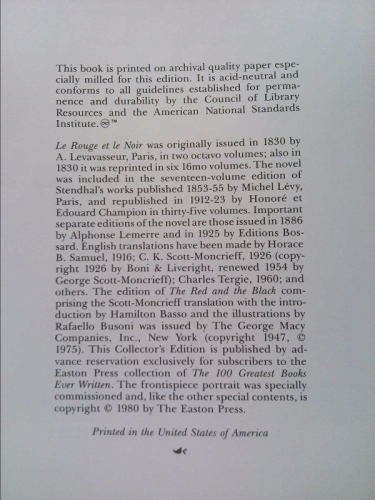 This book is printed on archival quality paper espe-
cially milled for this edition. It is acid-neutral and
conforms to all guidelines established for perma-
nence and durability by the Council of Library
Resources and the American National Standards
Institute. ♾™
Le Rouge et le Noir was originally issued in 1830 by
A. Levavasseur, Paris, in two octavo volumes; also in
1830 it was reprinted in six 16mo volumes. The novel
was included in the seventeen-volume edition of
Stendhal's works published 1853-55 by Michel Lévy,
Paris, and republished in 1912-23 by Honoré et
Edouard Champion in thirty-five volumes. Important
separate editions of the novel are those issued in 1886
by Alphonse Lemerre and in 1925 by Editions Bos-
sard. English translations have been made by Horace
B. Samuel, 1916; C. K. Scott-Moncrieff, 1926 (copy-
right 1926 by Boni & Liveright, renewed 1954 by
George Scott-Moncrieff); Charles Tergie, 1960; and
others. The edition of The Red and the Black com-
prising the Scott-Moncrieff translation with the intro-
duction by Hamilton Basso and the illustrations by
Rafaello Busoni was issued by The George Macy
Companies, Inc., New York (copyright 1947, ©
1975). This Collector's Edition is published by ad-
vance reservation exclusively for subscribers to the
Easton Press collection of The 100 Greatest Books
Ever Written. The frontispiece portrait was specially
commissioned and, like the other special contents, is
copyright © 1980 by The Easton Press.
Printed in the United States of America